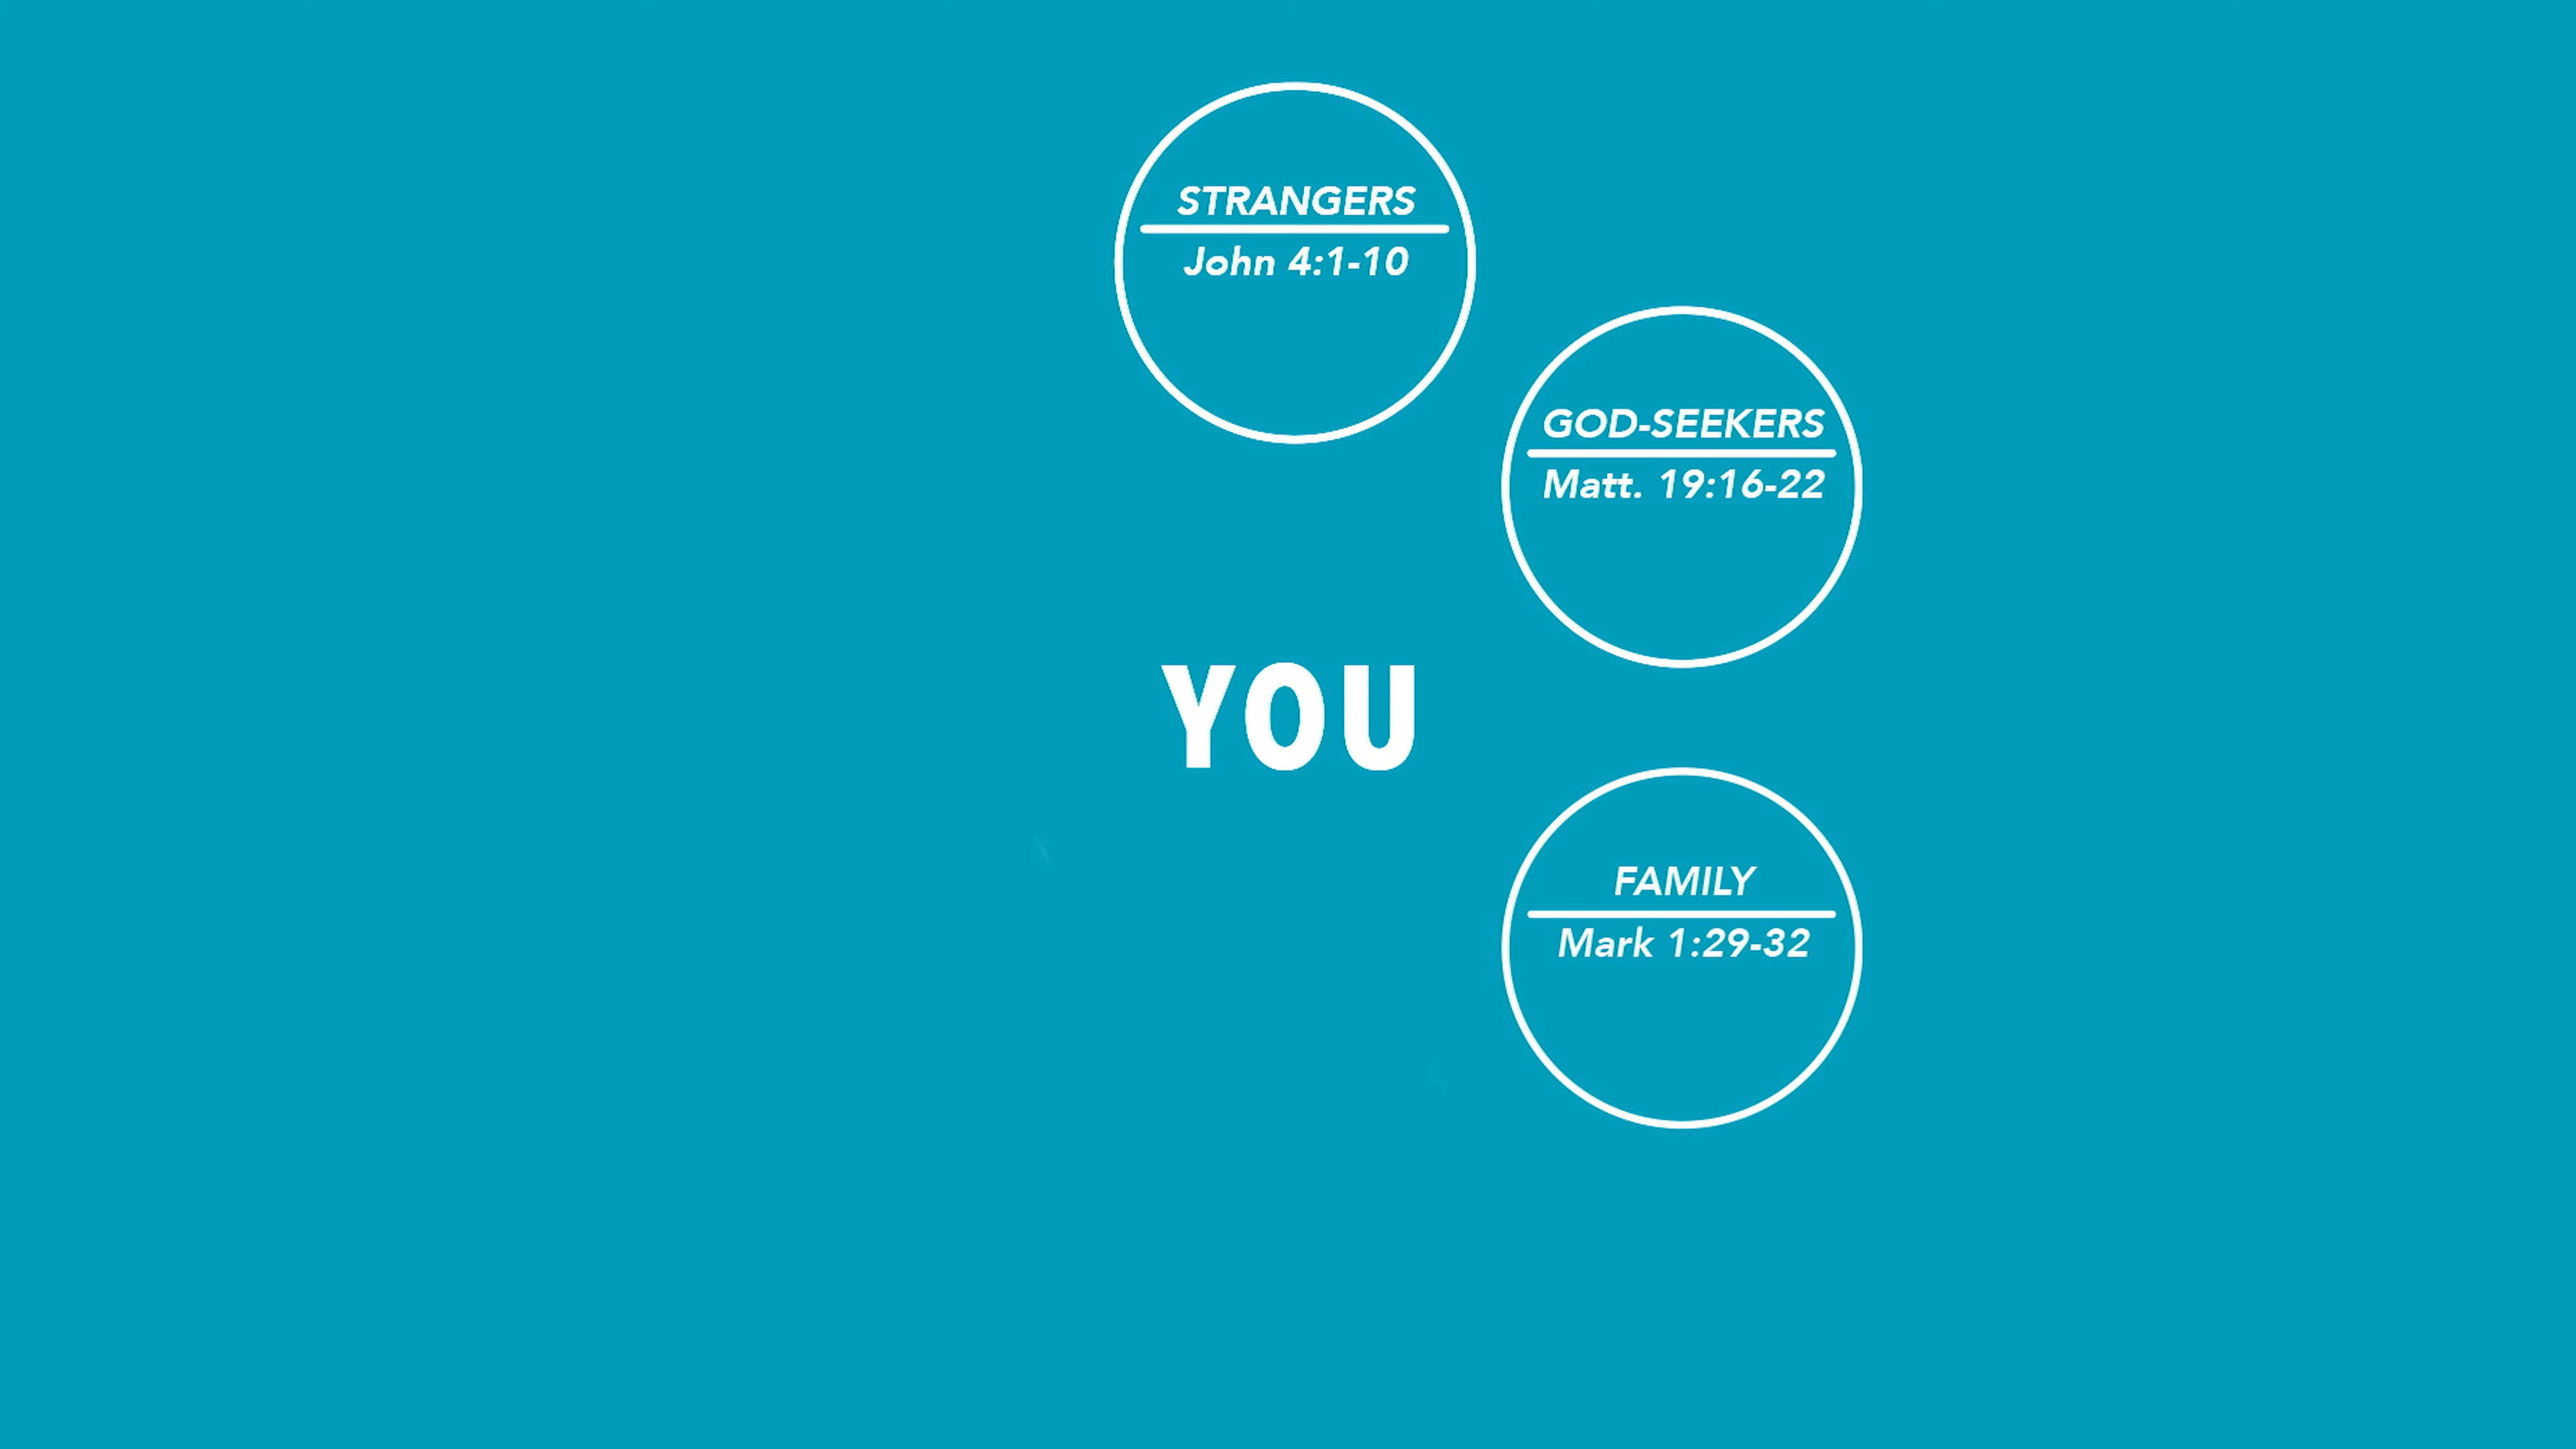 STRANGERS
John 4:1-10
GOD-SEEKERS
Matt. 19:16-22
YOU
FAMILY
Mark 1:29-32